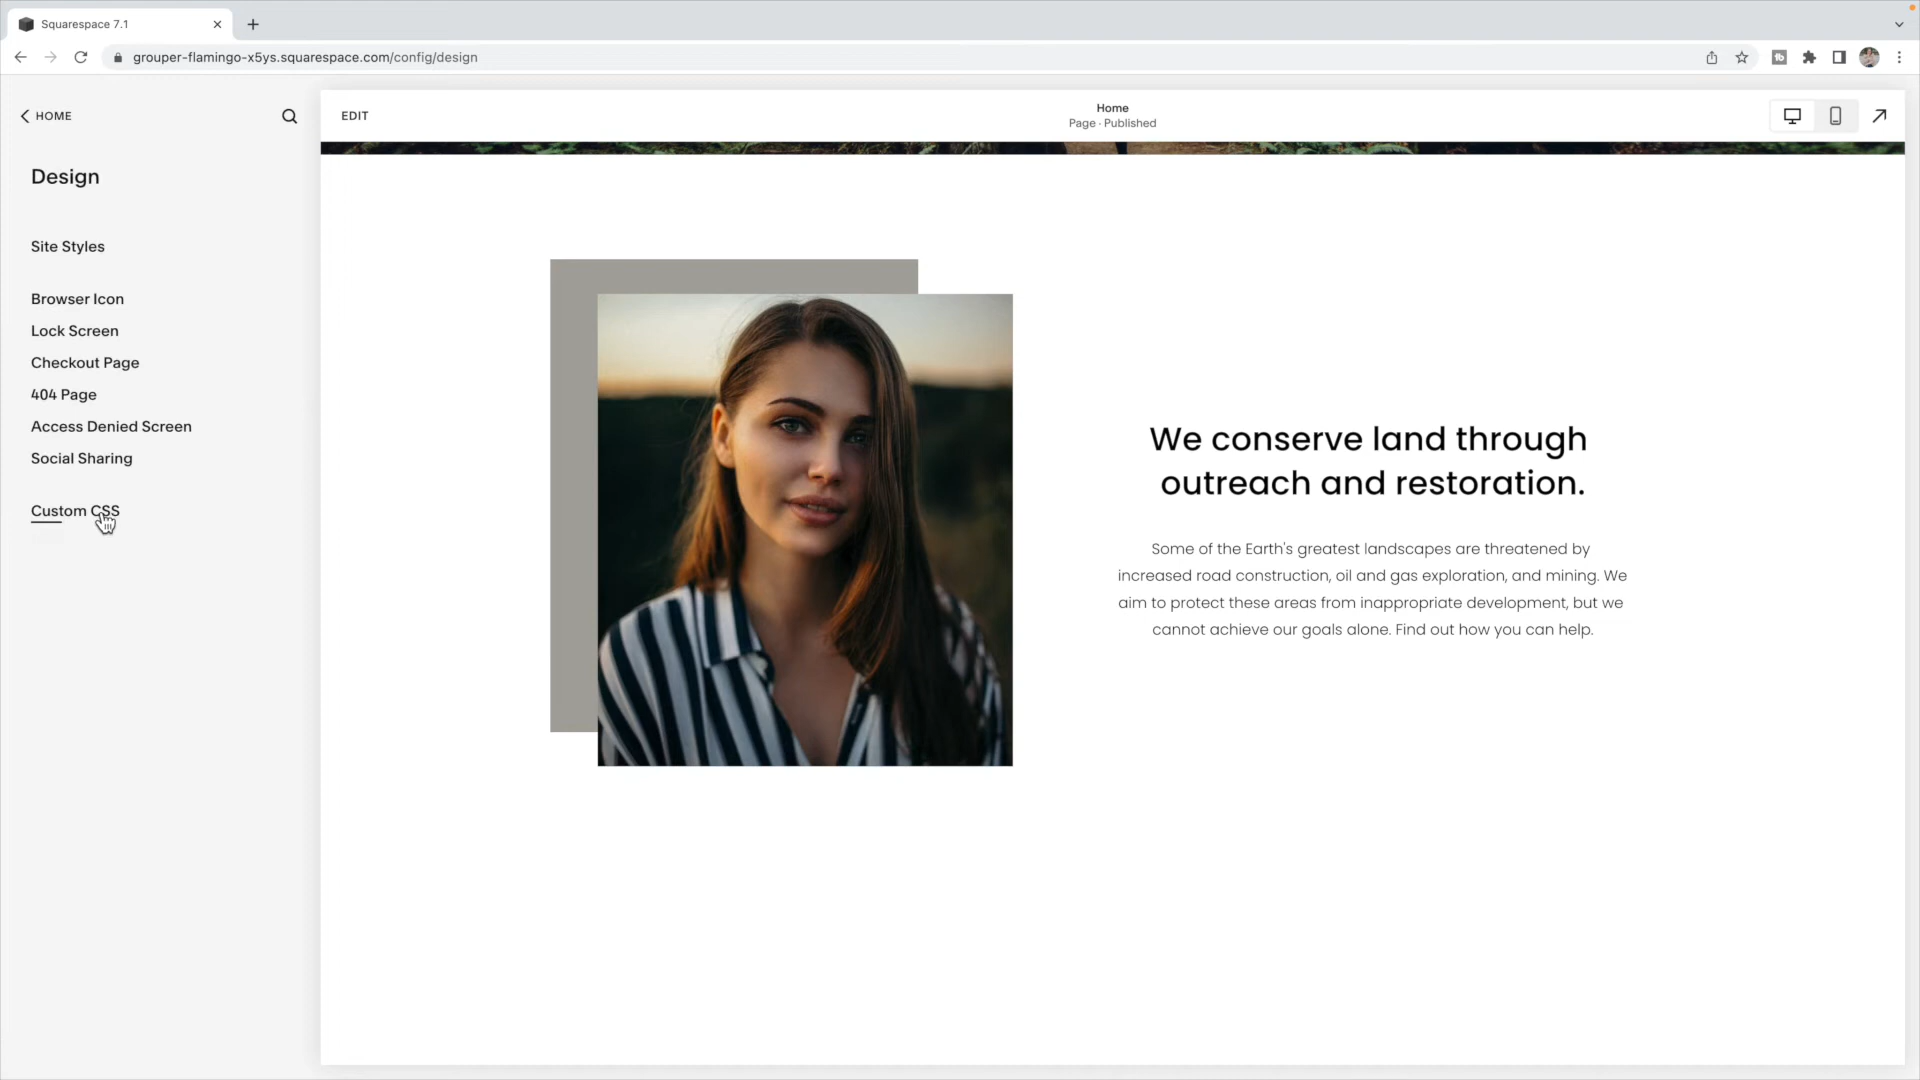 Squarespace 7.1
grouper-flamingo-x5ys.squarespace.com/config/design
HOME
Design
Site Styles
Browser Icon
Lock Screen
Checkout Page
404 Page
Access Denied Screen
Social Sharing
Custom CSS
EDIT
Home
Page · Published
We conserve land through
outreach and restoration.
Some of the Earth's greatest landscapes are threatened by
increased road construction, oil and gas exploration, and mining. We
aim to protect these areas from inappropriate development, but we
cannot achieve our goals alone. Find out how you can help.